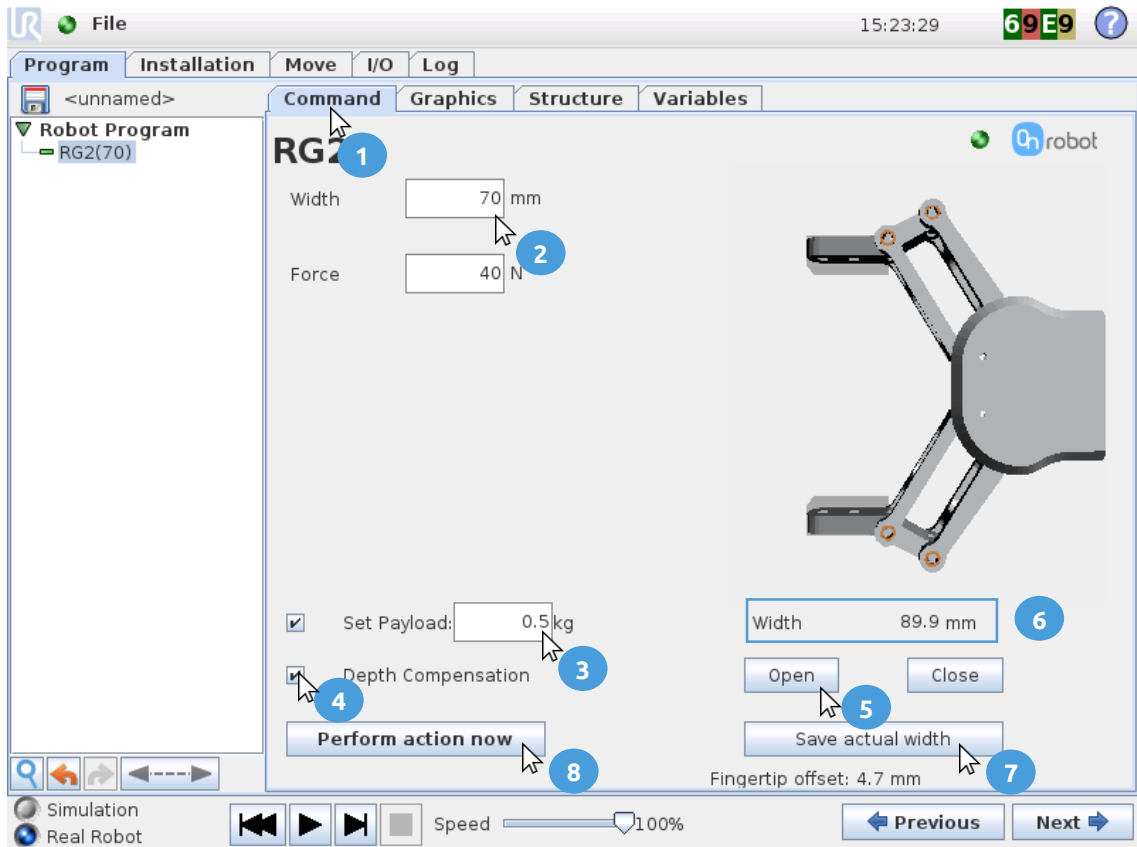 UR File 15:23:29 69E9 ?
Program Installation Move I/O Log
<unnamed> Command Graphics Structure Variables
Robot Program
RG2(70)
RG2 1 On robot
Width 70 mm
2
Force 40 N
Set Payload: 0.5 kg Width 89.9 mm 6
3
Depth Compensation Open Close
4 5
Perform action now Save actual width
8 7
Fingertip offset: 4.7 mm
Simulation
Real Robot
Speed 100% Previous Next